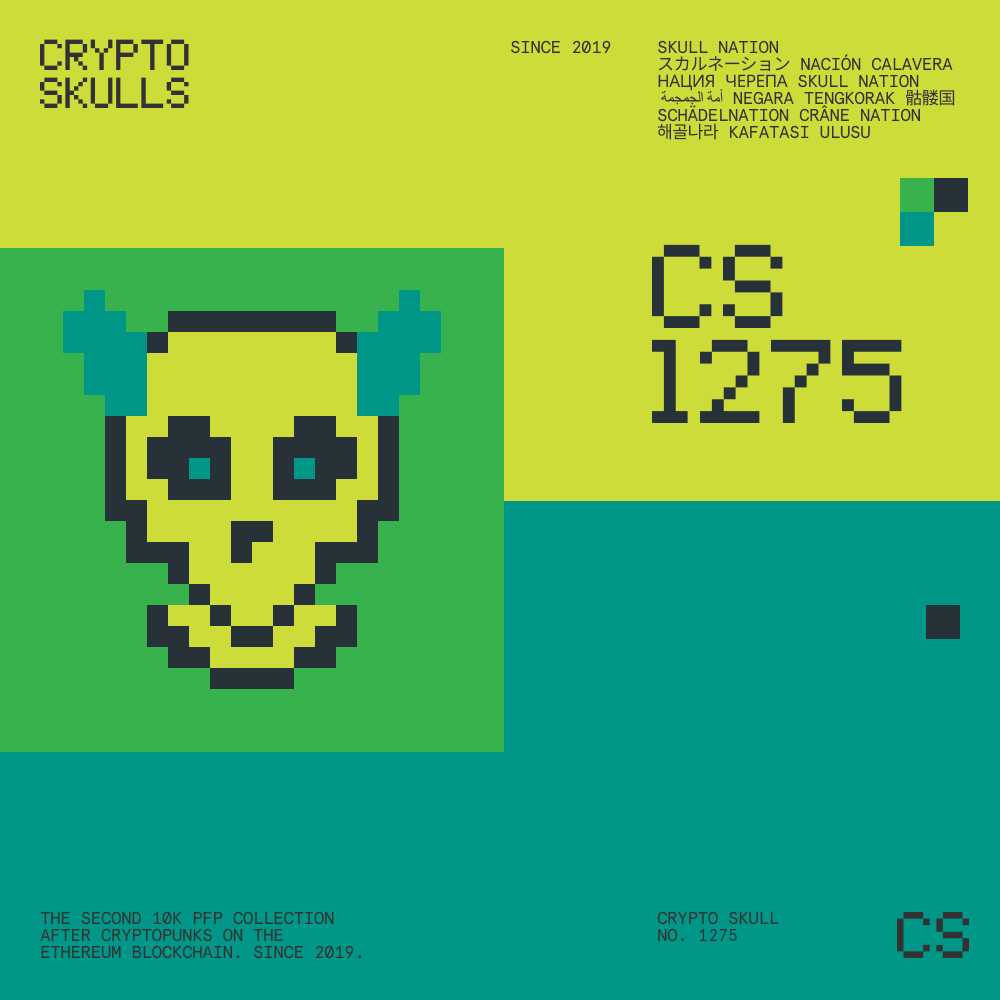 CRYPTO
SKULLS
SINCE 2019
SKULL NATION
スカルネーション NACIÓN CALAVERA
НАЦИЯ ЧЕРЕПА SKULL NATION
أمة الجمجمة NEGARA TENGKORAK 骷髅国
SCHÄDELNATION CRÂNE NATION
해골나라 KAFATASI ULUSU
CS
1275
THE SECOND 10K PFP COLLECTION
AFTER CRYPTOPUNKS ON THE
ETHEREUM BLOCKCHAIN. SINCE 2019.
CRYPTO SKULL
NO. 1275
CS